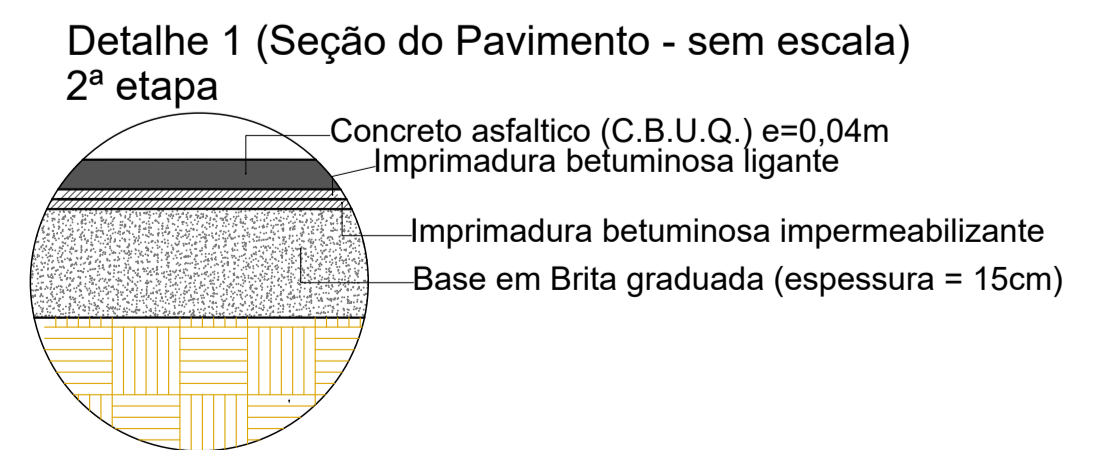 Detalhe 1 (Seção do Pavimento - sem escala)
2ª etapa
Concreto asfaltico (C.B.U.Q.) e=0,04m
Imprimadura betuminosa ligante
Imprimadura betuminosa impermeabilizante
Base em Brita graduada (espessura = 15cm)